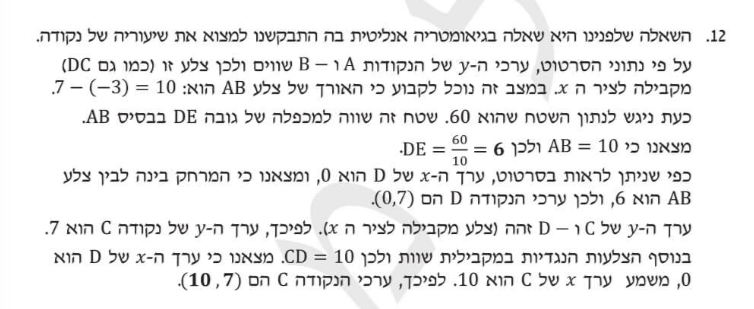 12. השאלה שלפנינו היא שאלה בגיאומטריה אנליטית בה התבקשנו למצוא את שיעוריה של נקודה.
על פי נתוני הסרטוט, ערכי ה-y של הנקודות A ו – B שווים ולכן צלע זו (כמו גם DC)
מקבילה לציר ה x. במצב זה נוכל לקבוע כי האורך של צלע AB הוא: 7 − (−3) = 10.
כעת ניגש לנתון השטח שהוא 60. שטח זה שווה למכפלה של גובה DE בבסיס AB.
מצאנו כי AB = 10 ולכן DE = 60/10 = 6.
כפי שניתן לראות בסרטוט, ערך ה-x של D הוא 0, ומצאנו כי המרחק בינה לבין צלע
AB הוא 6, ולכן ערכי הנקודה D הם (0,7).
ערך ה-y של C ו – D זהה (צלע מקבילה לציר ה x). לפיכך, ערך ה-y של נקודה C הוא 7.
בנוסף הצלעות הנגדיות במקבילית שוות ולכן CD = 10. מצאנו כי ערך ה-x של D הוא
0, משמע ערך x של C הוא 10. לפיכך, ערכי הנקודה C הם (10 , 7).